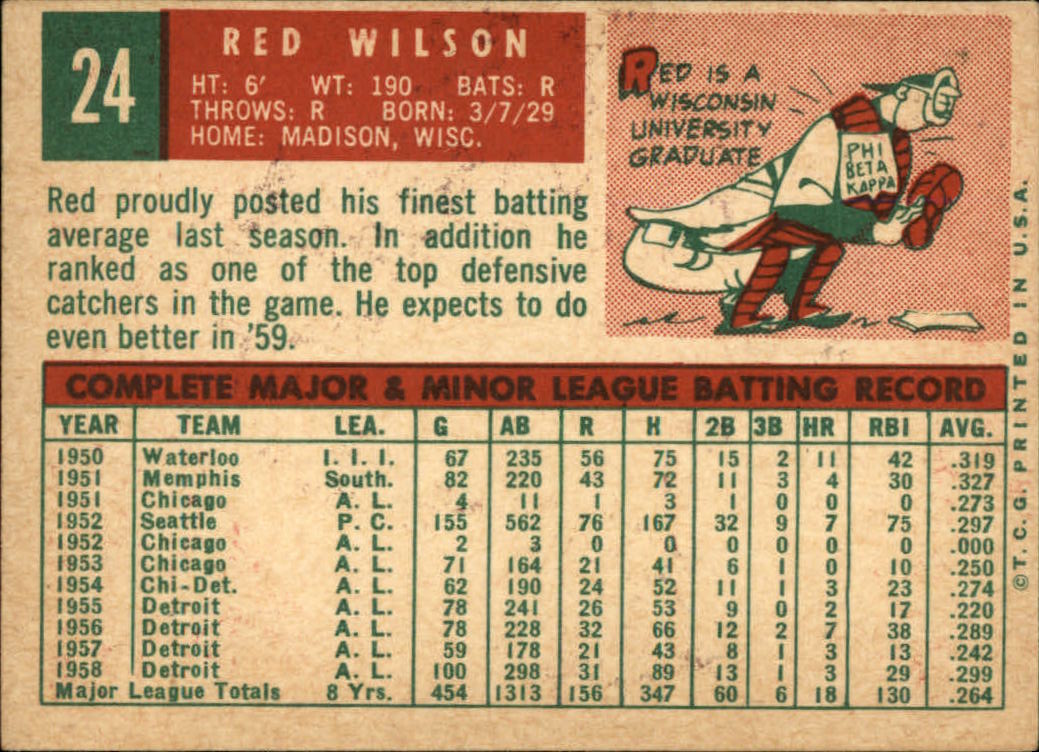 24
RED WILSON
HT: 6' WT: 190 BATS: R
THROWS: R BORN: 3/7/29
HOME: MADISON, WISC.
RED IS A
WISCONSIN
UNIVERSITY
GRADUATE
PHI
BETA
KAPPA
Red proudly posted his finest batting
average last season. In addition he
ranked as one of the top defensive
catchers in the game. He expects to do
even better in '59.
COMPLETE MAJOR & MINOR LEAGUE BATTING RECORD
YEAR TEAM LEA. G AB R H 2B 3B HR RBI AVG.
1950 Waterloo I. I. I. 67 235 56 75 15 2 11 42 .319
1951 Memphis South. 82 220 43 72 11 3 4 30 .327
1951 Chicago A. L. 4 11 1 3 1 0 0 0 .273
1952 Seattle P. C. 155 562 76 167 32 9 7 75 .297
1952 Chicago A. L. 2 3 0 0 0 0 0 0 .000
1953 Chicago A. L. 71 164 21 41 6 1 0 10 .250
1954 Chi-Det. A. L. 62 190 24 52 11 1 3 23 .274
1955 Detroit A. L. 78 241 26 53 9 0 2 17 .220
1956 Detroit A. L. 78 228 32 66 12 2 7 38 .289
1957 Detroit A. L. 59 178 21 43 8 1 3 13 .242
1958 Detroit A. L. 100 298 31 89 13 1 3 29 .299
Major League Totals 8 Yrs. 454 1313 156 347 60 6 18 130 .264
©T. C. G. PRINTED IN U.S.A.